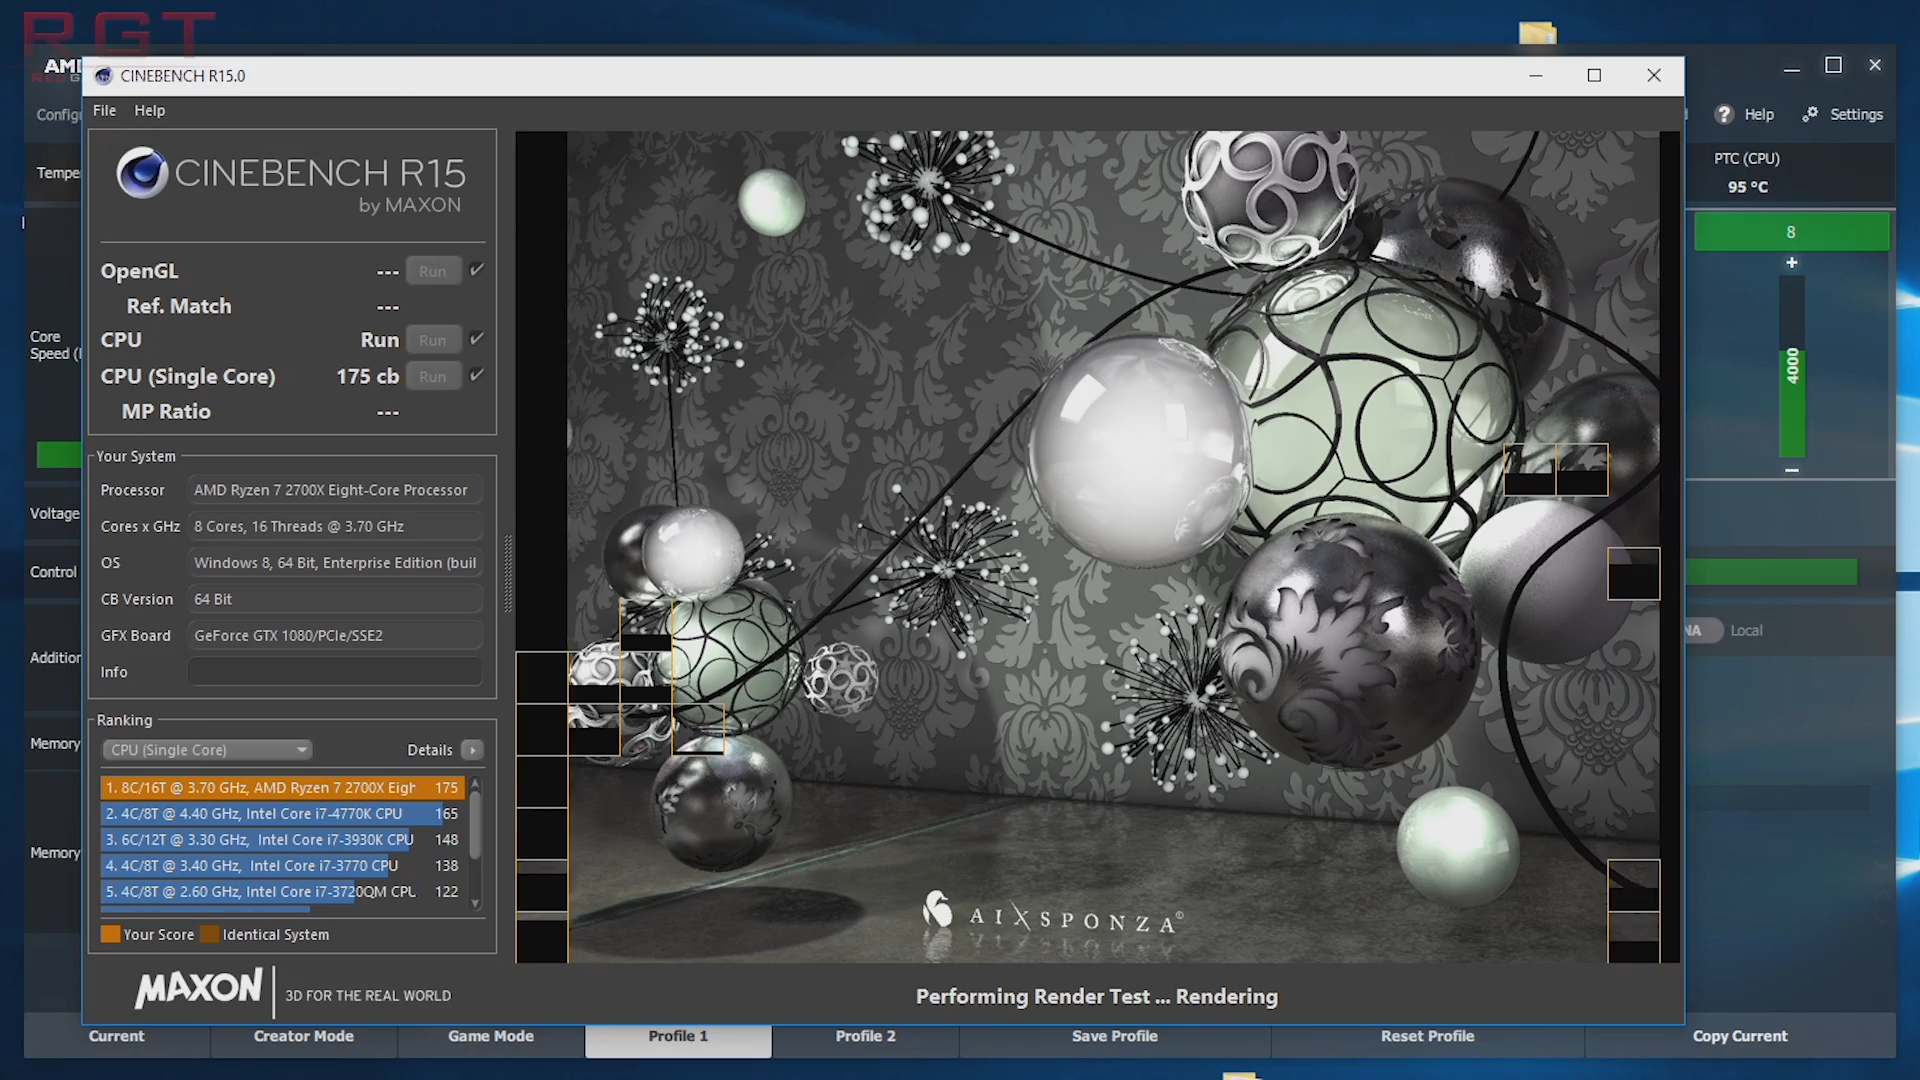 RGT
AMD
CINEBENCH R15.0
File Help
Help Settings
CINEBENCH R15
by MAXON
PTC (CPU)
95 °C
OpenGL --- Run
Ref. Match ---
CPU Run Run
CPU (Single Core) 175 cb Run
MP Ratio ---
8
+
4000
−
Core
Speed
Your System
Processor AMD Ryzen 7 2700X Eight-Core Processor
Cores x GHz 8 Cores, 16 Threads @ 3.70 GHz
OS Windows 8, 64 Bit, Enterprise Edition (buil
CB Version 64 Bit
GFX Board GeForce GTX 1080/PCIe/SSE2
Info
Voltage
Control
Memory
Memory
Local
Ranking
CPU (Single Core) Details
1. 8C/16T @ 3.70 GHz, AMD Ryzen 7 2700X Eigh 175
2. 4C/8T @ 4.40 GHz, Intel Core i7-4770K CPU 165
3. 6C/12T @ 3.30 GHz, Intel Core i7-3930K CPU 148
4. 4C/8T @ 3.40 GHz, Intel Core i7-3770 CPU 138
5. 4C/8T @ 2.60 GHz, Intel Core i7-3720QM CPU 122
Your Score Identical System
AIXSPONZA®
MAXON 3D FOR THE REAL WORLD
Performing Render Test ... Rendering
Current Creator Mode Game Mode Profile 1 Profile 2 Save Profile Reset Profile Copy Current